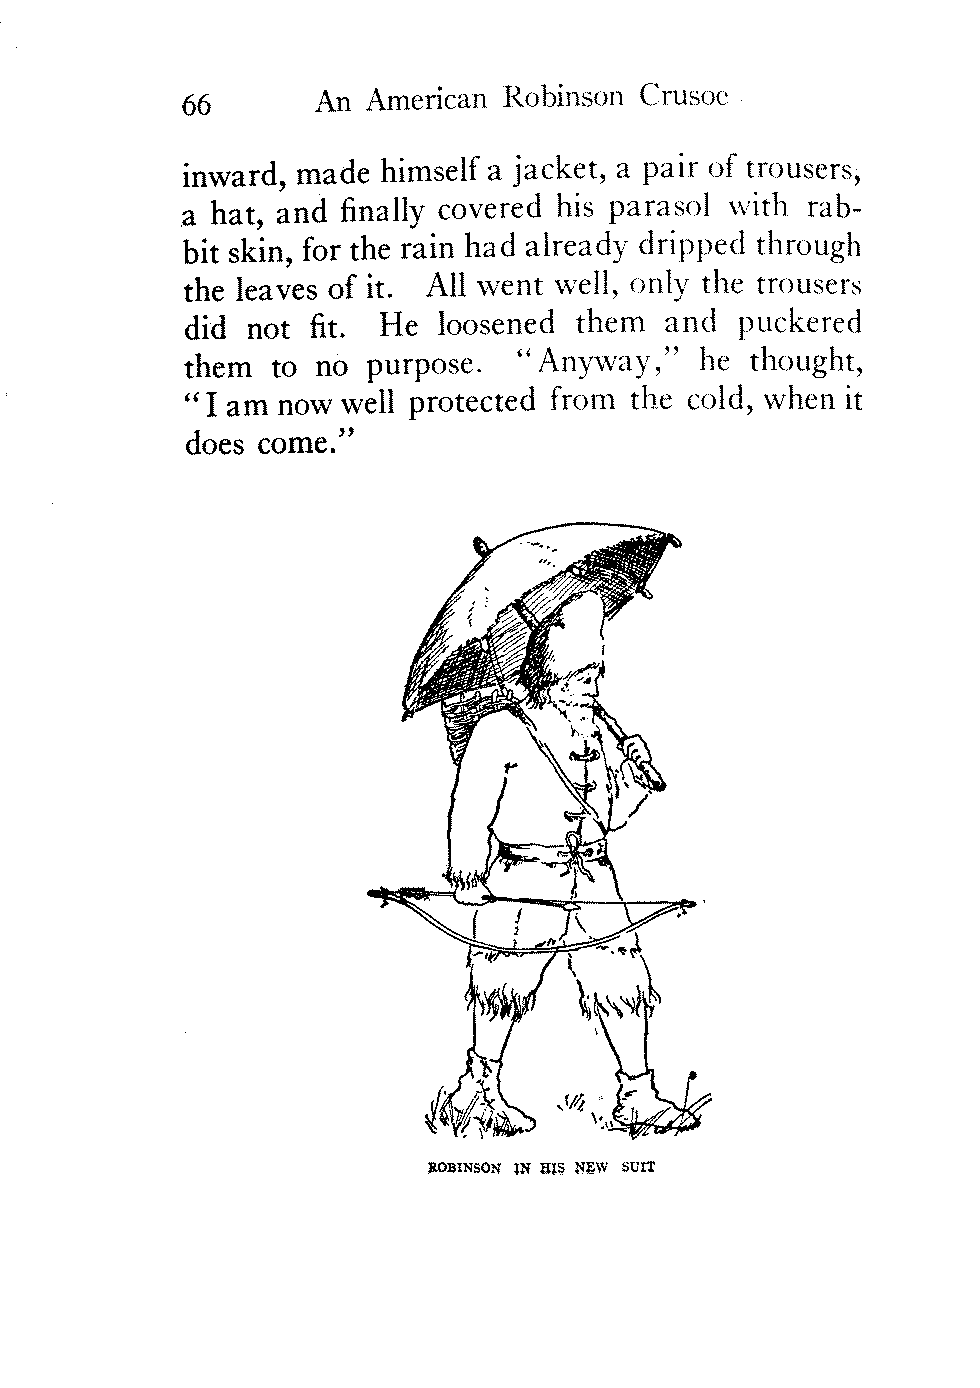 66 An American Robinson Crusoe
inward, made himself a jacket, a pair of trousers,
a hat, and finally covered his parasol with rab-
bit skin, for the rain had already dripped through
the leaves of it. All went well, only the trousers
did not fit. He loosened them and puckered
them to no purpose. "Anyway," he thought,
"I am now well protected from the cold, when it
does come."
ROBINSON IN HIS NEW SUIT